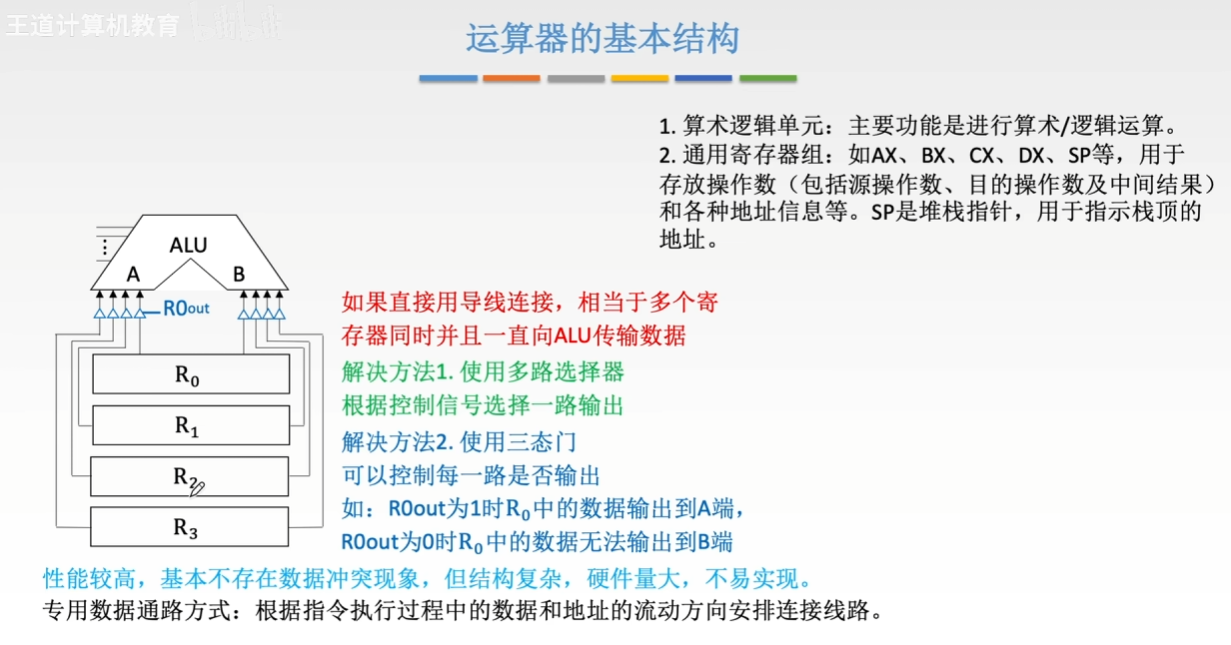 王道计算机教育
运算器的基本结构
1. 算术逻辑单元：主要功能是进行算术/逻辑运算。
2. 通用寄存器组：如AX、BX、CX、DX、SP等，用于
存放操作数（包括源操作数、目的操作数及中间结果）
和各种地址信息等。SP是堆栈指针，用于指示栈顶的
地址。
ALU
A
B
R0out
R₀
R₁
R₂
R₃
如果直接用导线连接，相当于多个寄
存器同时并且一直向ALU传输数据
解决方法1. 使用多路选择器
根据控制信号选择一路输出
解决方法2. 使用三态门
可以控制每一路是否输出
如：R0out为1时R₀中的数据输出到A端，
R0out为0时R₀中的数据无法输出到B端
性能较高，基本不存在数据冲突现象，但结构复杂，硬件量大，不易实现。
专用数据通路方式：根据指令执行过程中的数据和地址的流动方向安排连接线路。